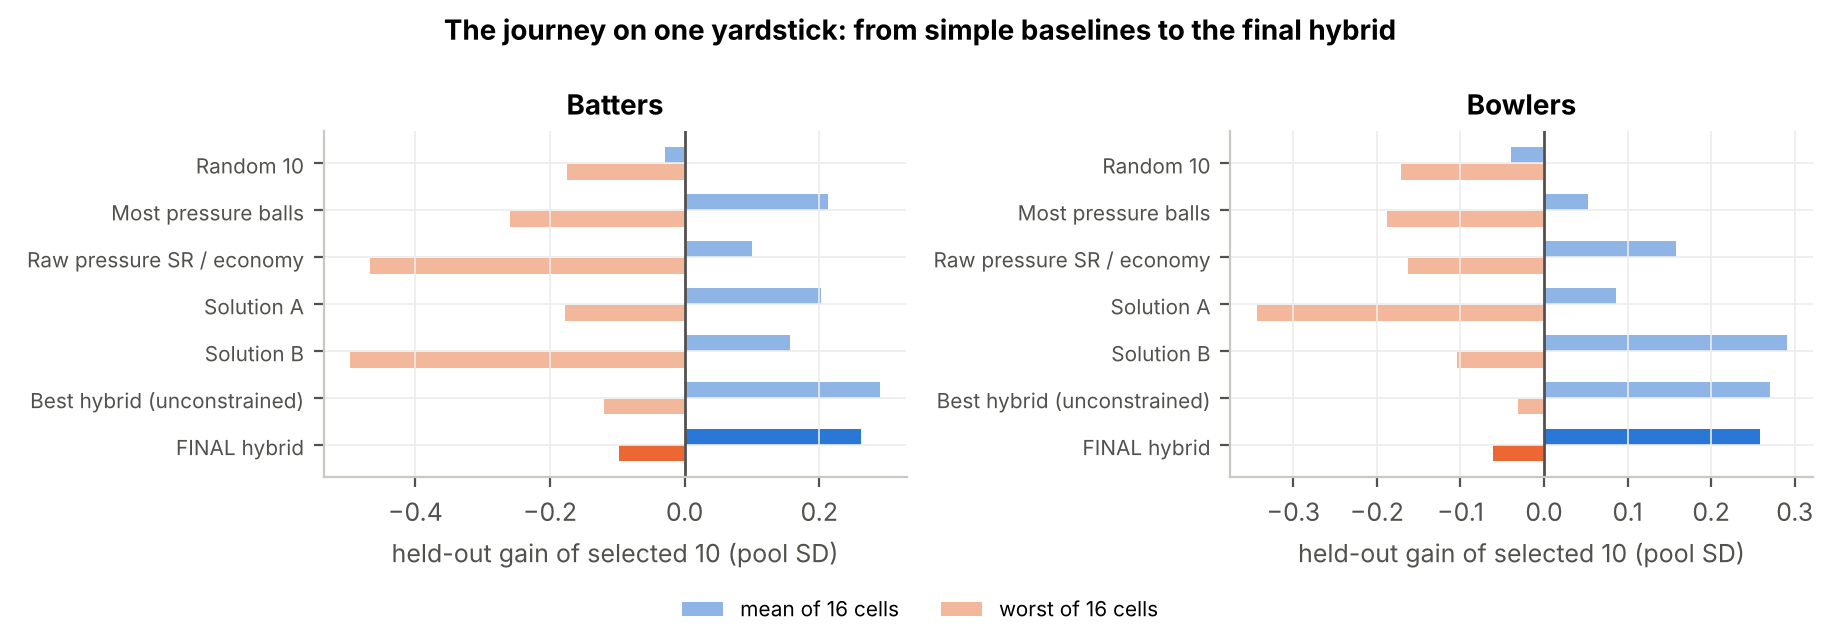 The journey on one yardstick: from simple baselines to the final hybrid
Batters
Random 10
Most pressure balls
Raw pressure SR / economy
Solution A
Solution B
Best hybrid (unconstrained)
FINAL hybrid
−0.4 −0.2 0.0 0.2
held-out gain of selected 10 (pool SD)
Bowlers
Random 10
Most pressure balls
Raw pressure SR / economy
Solution A
Solution B
Best hybrid (unconstrained)
FINAL hybrid
−0.3 −0.2 −0.1 0.0 0.1 0.2 0.3
held-out gain of selected 10 (pool SD)
mean of 16 cells worst of 16 cells